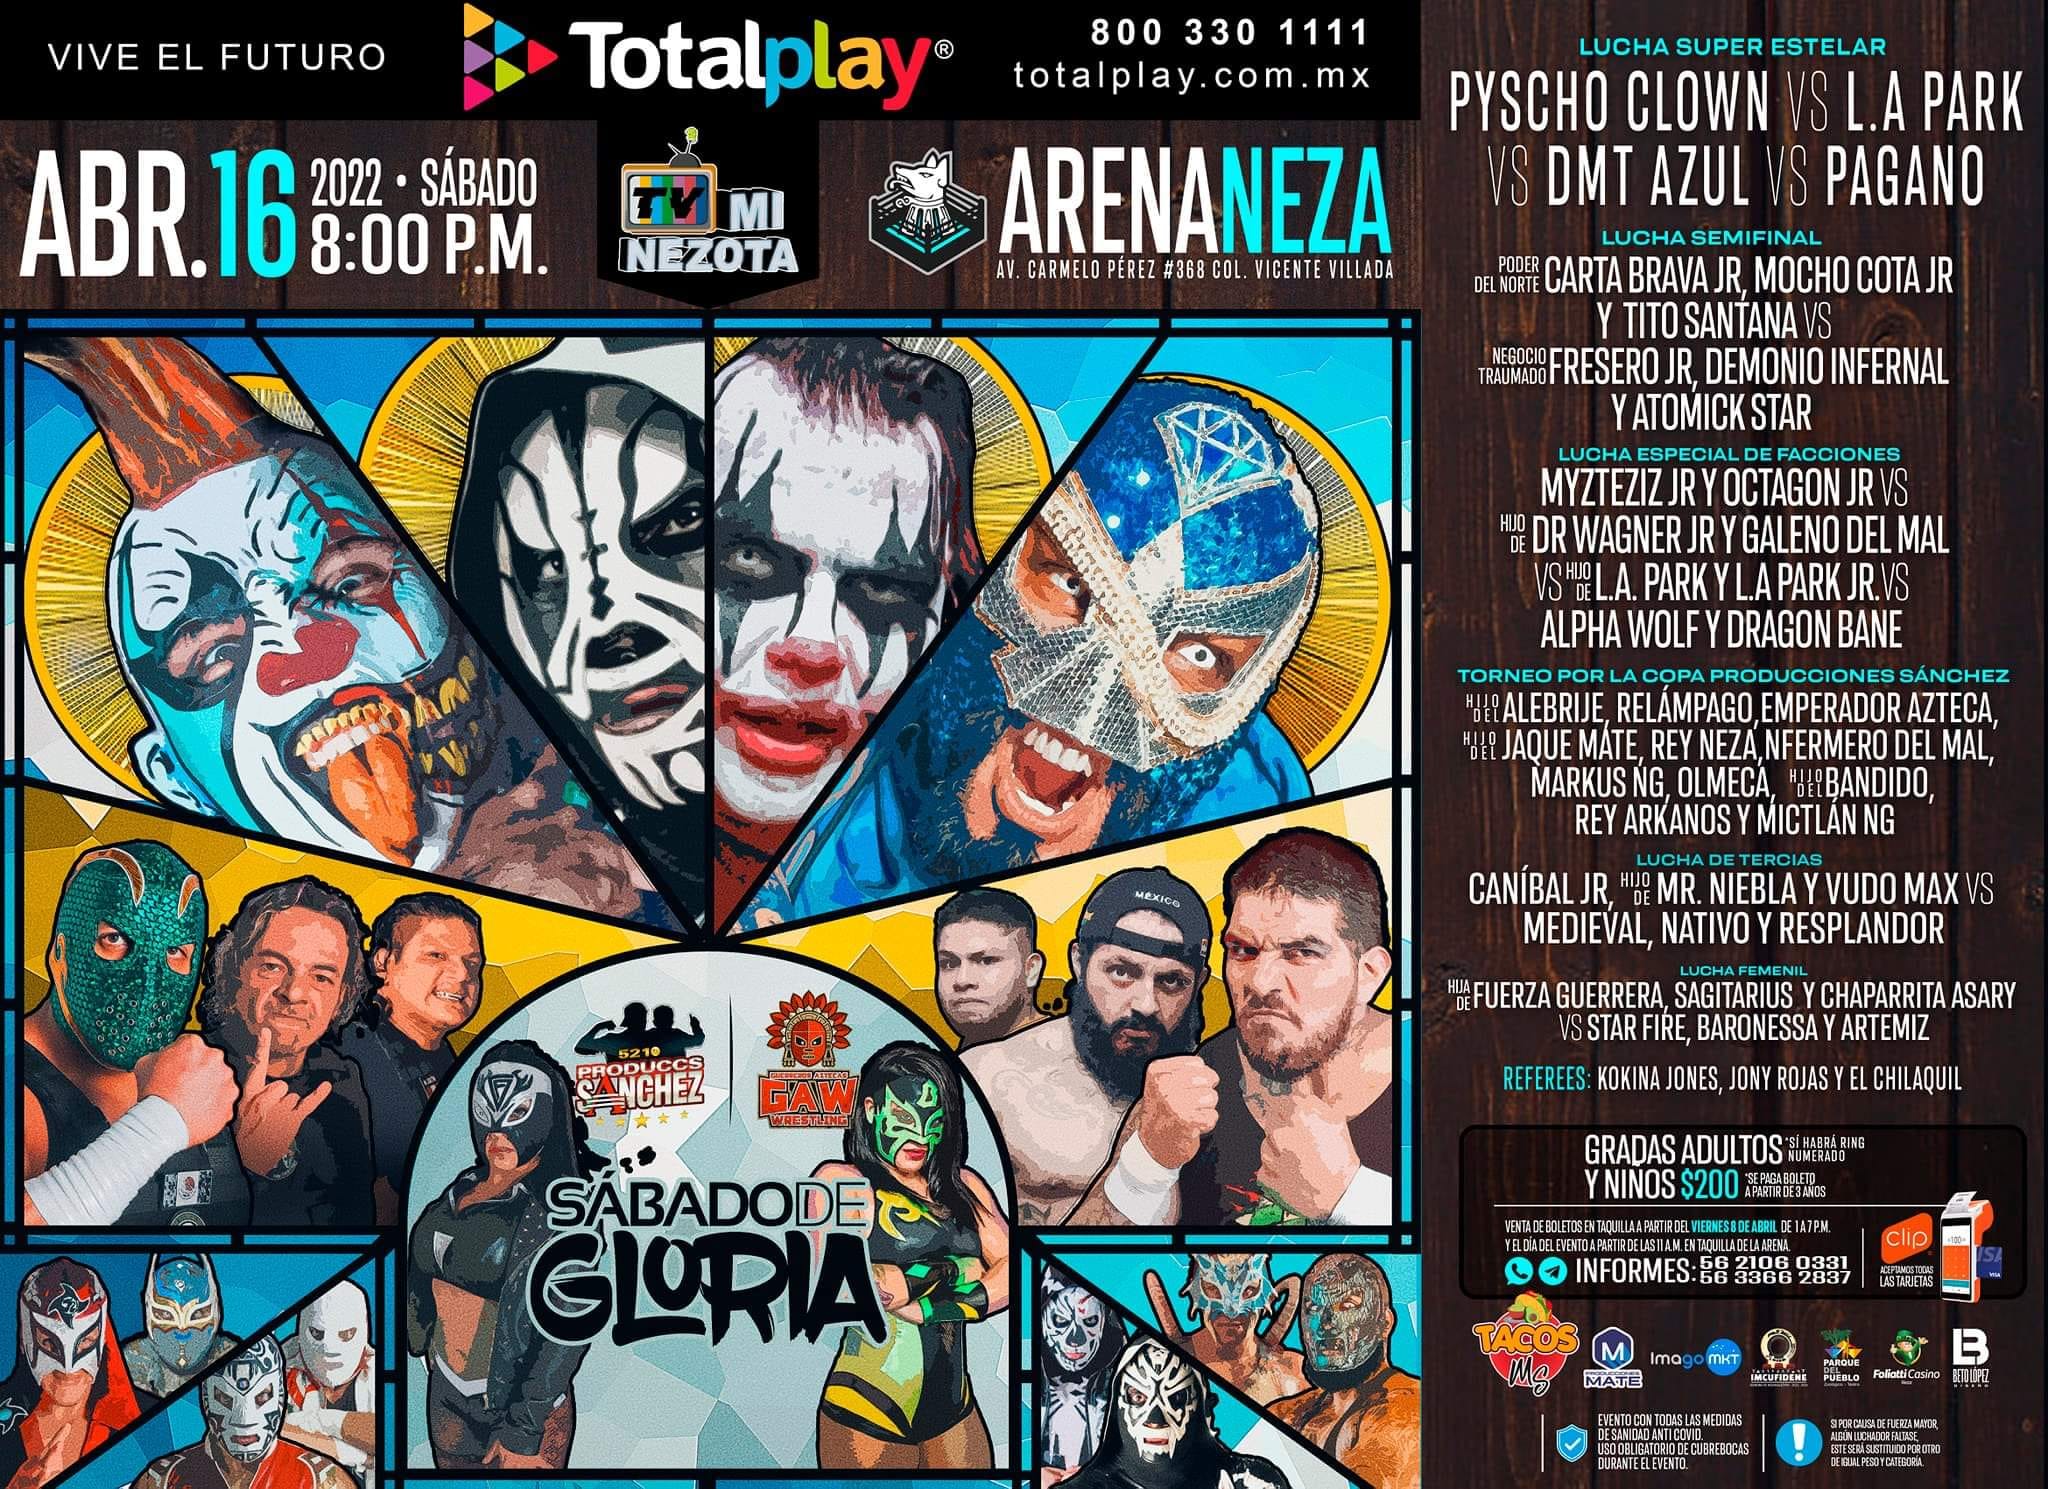 VIVE EL FUTURO
Totalplay®
800 330 1111
totalplay.com.mx
ABR.16
2022 • SÁBADO
8:00 P.M.
TV MI
NEZOTA
ARENANEZA
AV. CARMELO PÉREZ #368 COL. VICENTE VILLADA
MÉXICO
5210
PRODUCCS
SANCHEZ
GUERREROS AZTECAS
GAW
WRESTLING
SÁBADO DE
GLORIA
LUCHA SUPER ESTELAR
PYSCHO CLOWN VS L.A PARK
VS DMT AZUL VS PAGANO
LUCHA SEMIFINAL
PODER DEL NORTE CARTA BRAVA JR, MOCHO COTA JR
Y TITO SANTANA VS
NEGOCIO TRAUMADO FRESERO JR, DEMONIO INFERNAL
Y ATOMICK STAR
LUCHA ESPECIAL DE FACCIONES
MYZTEZIZ JR Y OCTAGON JR VS
HIJO DE DR WAGNER JR Y GALENO DEL MAL
VS HIJO DE L.A. PARK Y L.A PARK JR. VS
ALPHA WOLF Y DRAGON BANE
TORNEO POR LA COPA PRODUCCIONES SÁNCHEZ
HIJO DEL ALEBRIJE, RELÁMPAGO, EMPERADOR AZTECA,
HIJO DEL JAQUE MATE, REY NEZA, NFERMERO DEL MAL,
MARKUS NG, OLMECA, HIJO DEL BANDIDO,
REY ARKANOS Y MICTLÁN NG
LUCHA DE TERCIAS
CANÍBAL JR, HIJO DE MR. NIEBLA Y VUDO MAX VS
MEDIEVAL, NATIVO Y RESPLANDOR
LUCHA FEMENIL
HIJA DE FUERZA GUERRERA, SAGITARIUS Y CHAPARRITA ASARY
VS STAR FIRE, BARONESSA Y ARTEMIZ
REFEREES: KOKINA JONES, JONY ROJAS Y EL CHILAQUIL
GRADAS ADULTOS *SÍ HABRÁ RING NUMERADO
Y NIÑOS $200 *SE PAGA BOLETO A PARTIR DE 3 AÑOS
VENTA DE BOLETOS EN TAQUILLA A PARTIR DEL VIERNES 8 DE ABRIL DE 1 A 7 P.M.
Y EL DÍA DEL EVENTO A PARTIR DE LAS 11 A.M. EN TAQUILLA DE LA ARENA.
INFORMES: 56 2106 0331
56 3366 2837
clip
ACEPTAMOS TODAS
LAS TARJETAS
VISA
TACOS
MS
M
PRODUCCIONES
MATE
Imago MKT
IMCUFIDENE
PARQUE
DEL
PUEBLO
Foliatti Casino
BETO LÓPEZ
EVENTO CON TODAS LAS MEDIDAS
DE SANIDAD ANTI COVID.
USO OBLIGATORIO DE CUBREBOCAS
DURANTE EL EVENTO.
SI POR CAUSA DE FUERZA MAYOR,
ALGÚN LUCHADOR FALTASE,
ESTE SERÁ SUSTITUIDO POR OTRO
DE IGUAL PESO Y CATEGORÍA.